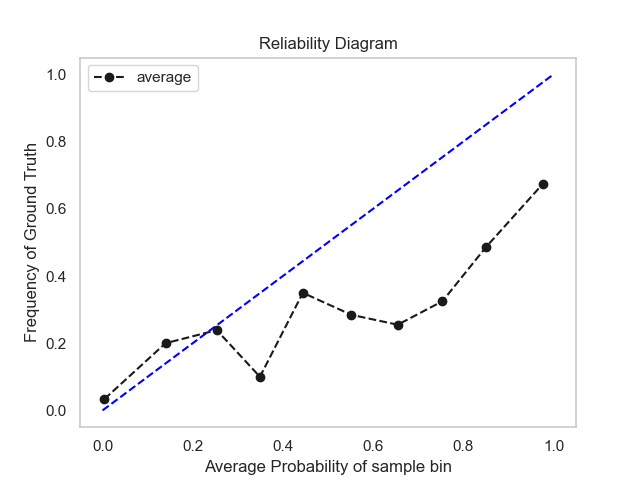 Reliability Diagram
average
Frequency of Ground Truth
1.0
0.8
0.6
0.4
0.2
0.0
0.0 0.2 0.4 0.6 0.8 1.0
Average Probability of sample bin